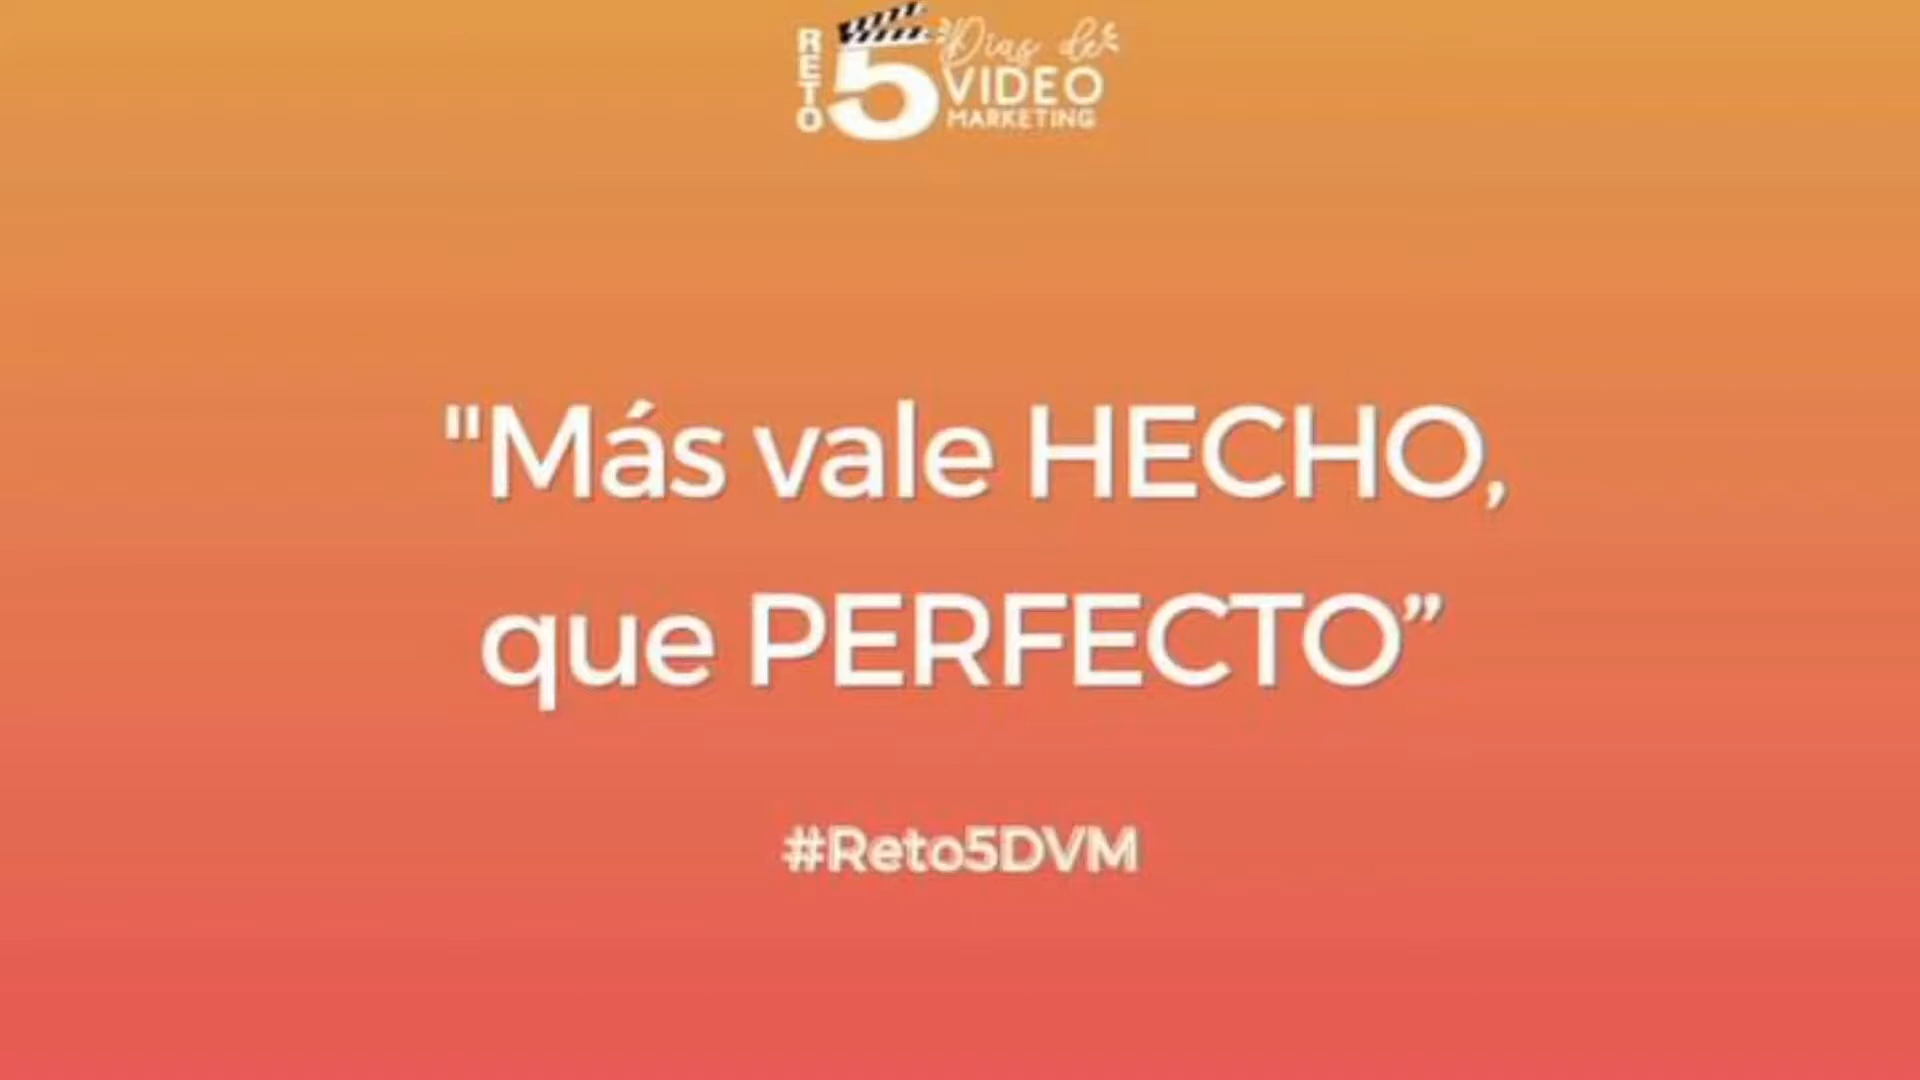 RETO
5 Días de
VIDEO
MARKETING
"Más vale HECHO,
que PERFECTO”
#Reto5DVM